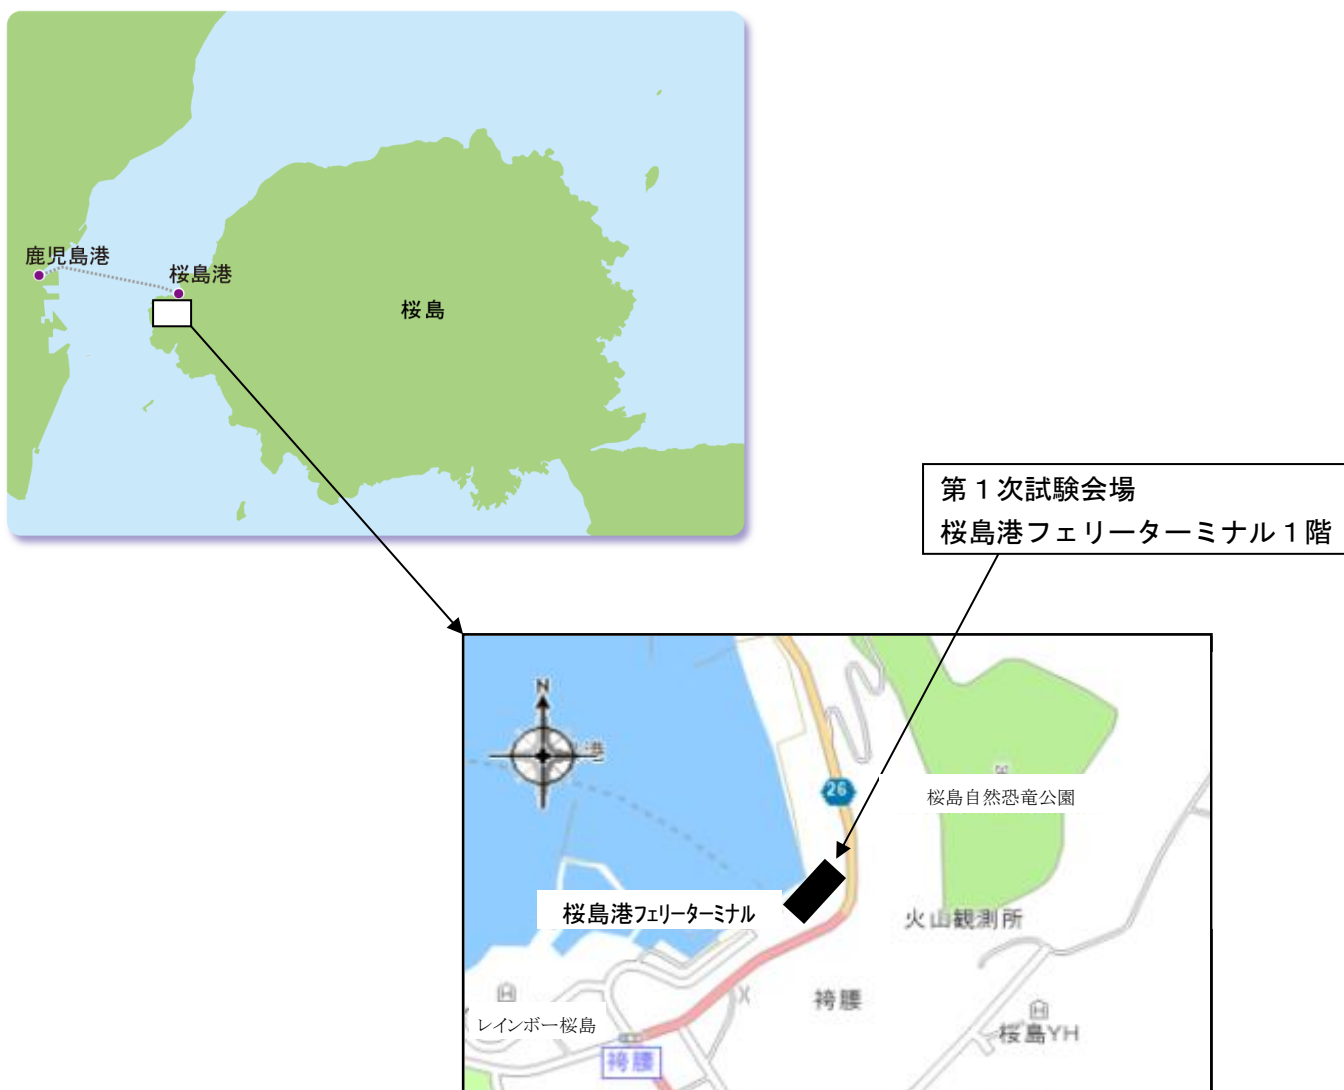 鹿児島港
桜島港
桜島
第１次試験会場
桜島港フェリーターミナル１階
N
港
26
桜島自然恐竜公園
桜島港フェリーターミナル
火山観測所
袴腰
レインボー桜島
桜島YH
袴腰